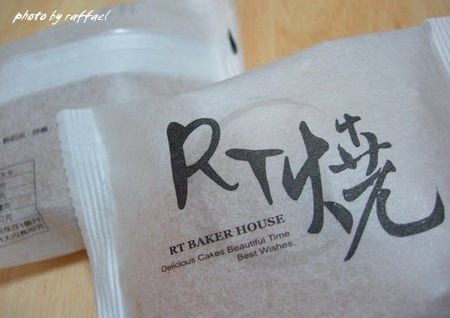 photo by raffael
RT燒
RT BAKER HOUSE
Delicious Cakes Beautiful Time
Best Wishes.